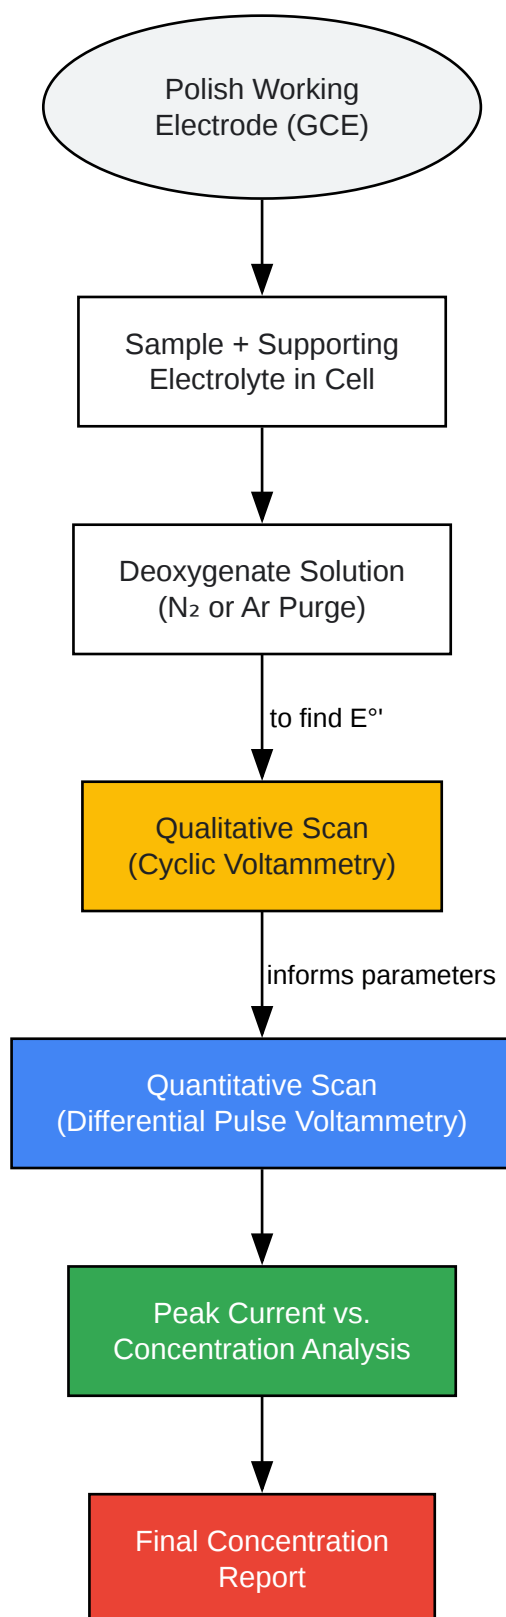 Polish Working
Electrode (GCE)
Sample + Supporting
Electrolyte in Cell
Deoxygenate Solution
(N₂ or Ar Purge)
to find E°'
Qualitative Scan
(Cyclic Voltammetry)
informs parameters
Quantitative Scan
(Differential Pulse Voltammetry)
Peak Current vs.
Concentration Analysis
Final Concentration
Report